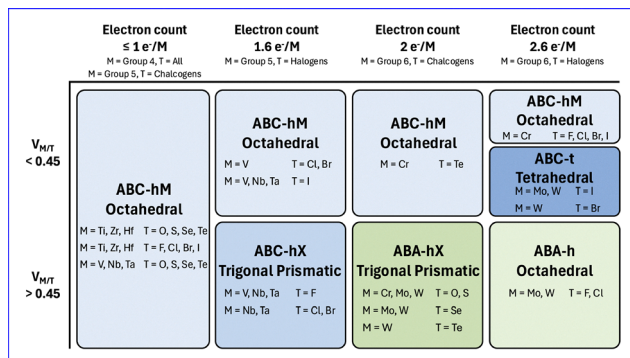 Electron count
≤ 1 e⁻/M
M = Group 4, T = All
M = Group 5, T = Chalcogens
Electron count
1.6 e⁻/M
M = Group 5, T = Halogens
Electron count
2 e⁻/M
M = Group 6, T = Chalcogens
Electron count
2.6 e⁻/M
M = Group 6, T = Halogens
V_M/T
< 0.45
V_M/T
> 0.45
ABC-hM
Octahedral
M = Ti, Zr, Hf T = O, S, Se, Te
M = Ti, Zr, Hf T = F, Cl, Br, I
M = V, Nb, Ta T = O, S, Se, Te
ABC-hM
Octahedral
M = V T = Cl, Br
M = V, Nb, Ta T = I
ABC-hX
Trigonal Prismatic
M = V, Nb, Ta T = F
M = Nb, Ta T = Cl, Br
ABC-hM
Octahedral
M = Cr T = Te
ABA-hX
Trigonal Prismatic
M = Cr, Mo, W T = O, S
M = Mo, W T = Se
M = W T = Te
ABC-hM
Octahedral
M = Cr T = F, Cl, Br, I
ABC-t
Tetrahedral
M = Mo, W T = I
M = W T = Br
ABA-h
Octahedral
M = Mo, W T = F, Cl